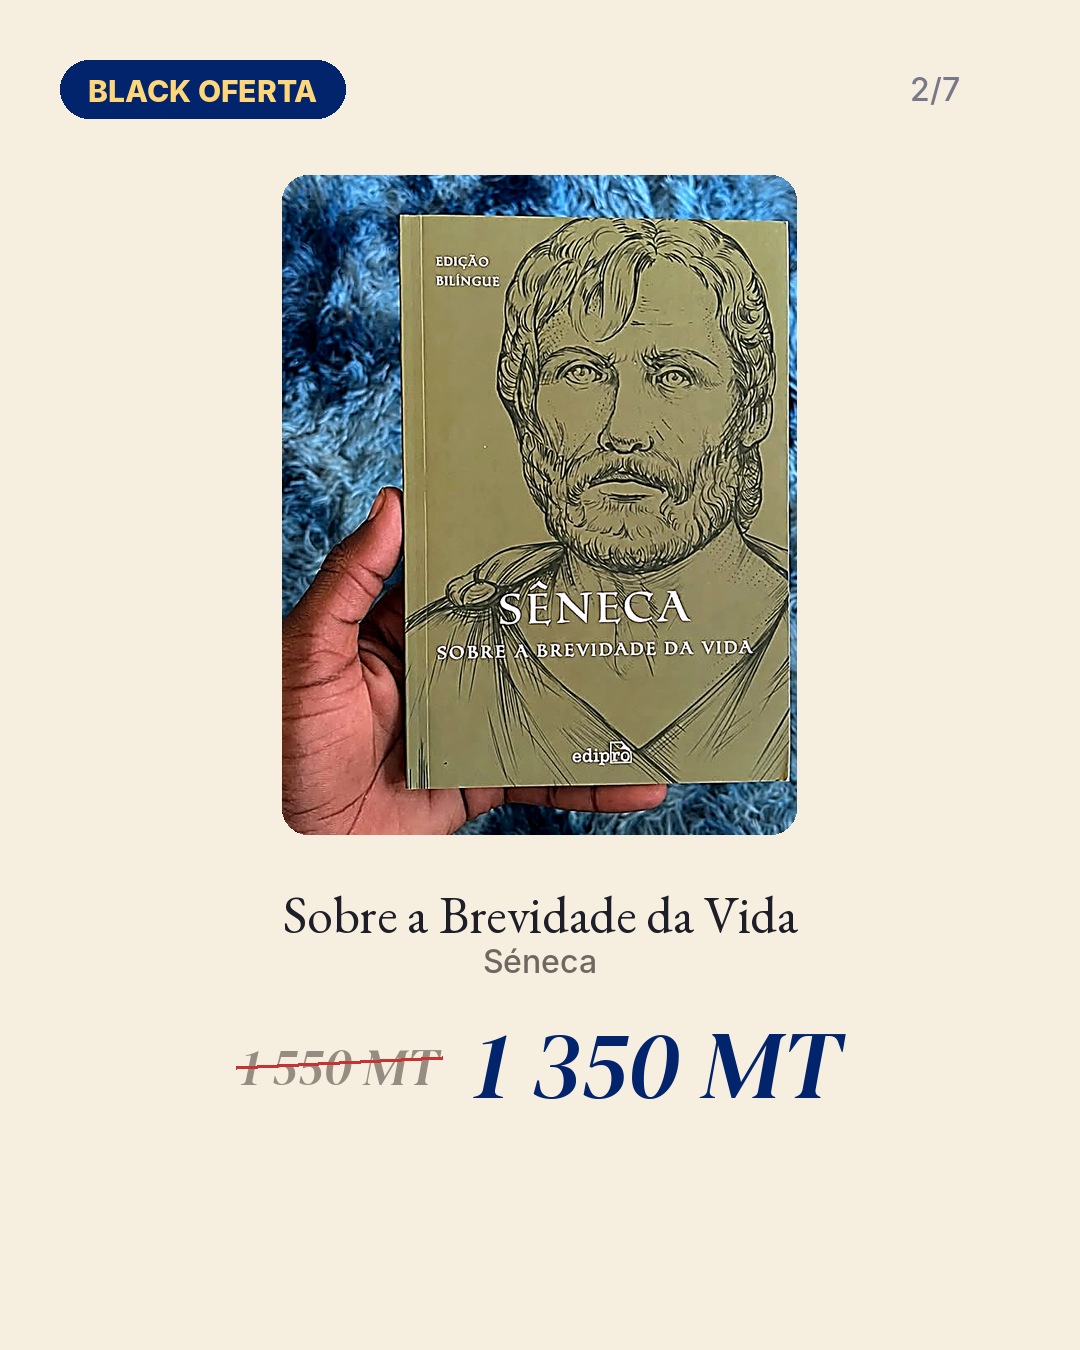 BLACK OFERTA
2/7
EDIÇÃO
BILÍNGUE
SÊNECA
SOBRE A BREVIDADE DA VIDA
edipro
Sobre a Brevidade da Vida
Séneca
1 550 MT 1 350 MT